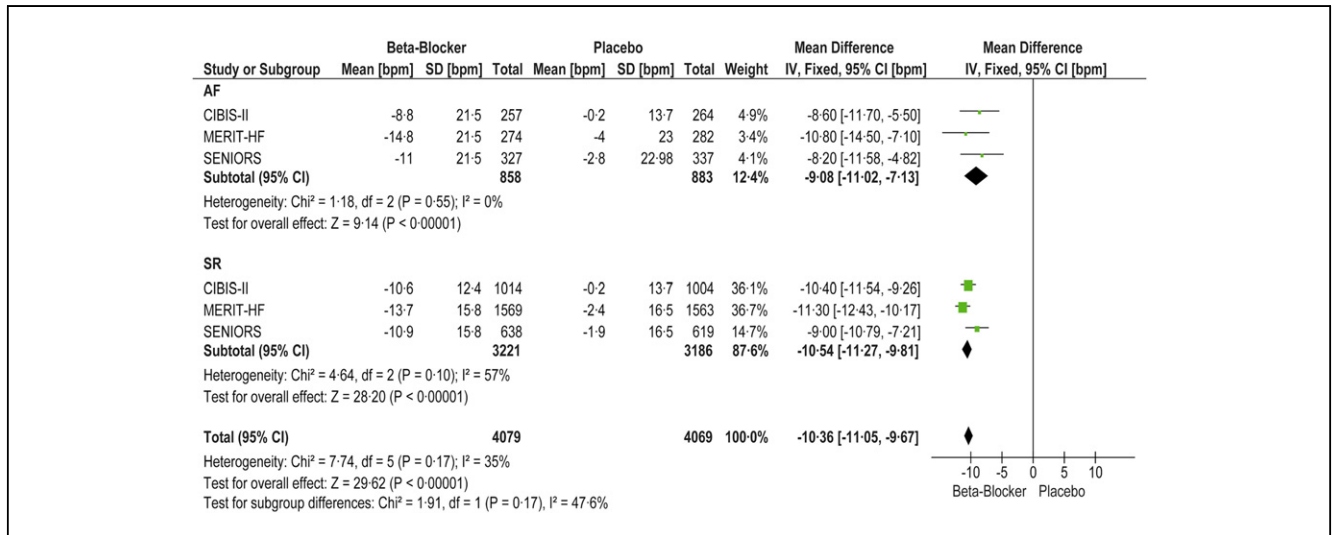 Beta-Blocker Placebo Mean Difference Mean Difference
Study or Subgroup Mean [bpm] SD [bpm] Total Mean [bpm] SD [bpm] Total Weight IV, Fixed, 95% CI [bpm] IV, Fixed, 95% CI [bpm]
AF
CIBIS-II -8·8 21·5 257 -0·2 13·7 264 4·9% -8·60 [-11·70, -5·50]
MERIT-HF -14·8 21·5 274 -4 23 282 3·4% -10·80 [-14·50, -7·10]
SENIORS -11 21·5 327 -2·8 22·98 337 4·1% -8·20 [-11·58, -4·82]
Subtotal (95% CI) 858 883 12·4% -9·08 [-11·02, -7·13]
Heterogeneity: Chi² = 1·18, df = 2 (P = 0·55); I² = 0%
Test for overall effect: Z = 9·14 (P < 0·00001)
SR
CIBIS-II -10·6 12·4 1014 -0·2 13·7 1004 36·1% -10·40 [-11·54, -9·26]
MERIT-HF -13·7 15·8 1569 -2·4 16·5 1563 36·7% -11·30 [-12·43, -10·17]
SENIORS -10·9 15·8 638 -1·9 16·5 619 14·7% -9·00 [-10·79, -7·21]
Subtotal (95% CI) 3221 3186 87·6% -10·54 [-11·27, -9·81]
Heterogeneity: Chi² = 4·64, df = 2 (P = 0·10); I² = 57%
Test for overall effect: Z = 28·20 (P < 0·00001)
Total (95% CI) 4079 4069 100·0% -10·36 [-11·05, -9·67]
Heterogeneity: Chi² = 7·74, df = 5 (P = 0·17); I² = 35%
Test for overall effect: Z = 29·62 (P < 0·00001)
Test for subgroup differences: Chi² = 1·91, df = 1 (P = 0·17), I² = 47·6%
-10 -5 0 5 10
Beta-Blocker Placebo